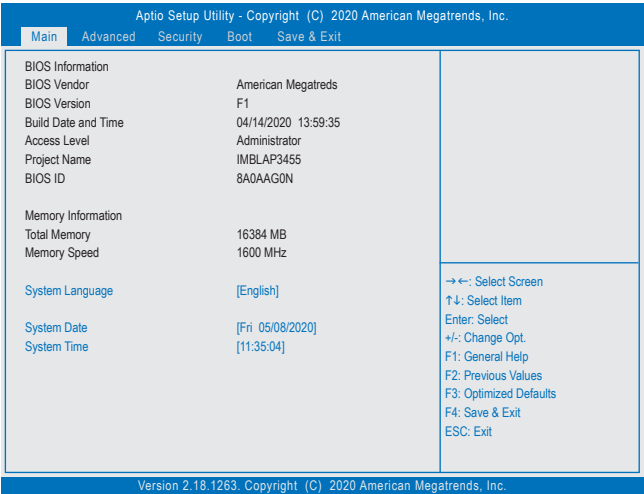 Aptio Setup Utility - Copyright (C) 2020 American Megatrends, Inc.
Main Advanced Security Boot Save & Exit
BIOS Information
BIOS Vendor American Megatreds
BIOS Version F1
Build Date and Time 04/14/2020 13:59:35
Access Level Administrator
Project Name IMBLAP3455
BIOS ID 8A0AAG0N
Memory Information
Total Memory 16384 MB
Memory Speed 1600 MHz
System Language [English]
System Date [Fri 05/08/2020]
System Time [11:35:04]
→←: Select Screen
↑↓: Select Item
Enter: Select
+/-: Change Opt.
F1: General Help
F2: Previous Values
F3: Optimized Defaults
F4: Save & Exit
ESC: Exit
Version 2.18.1263. Copyright (C) 2020 American Megatrends, Inc.